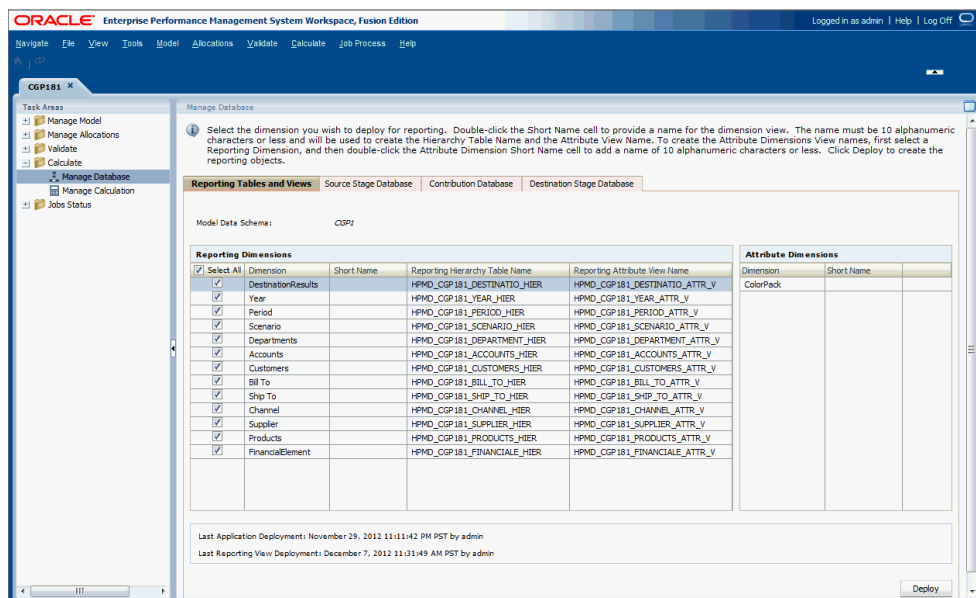 ORACLE Enterprise Performance Management System Workspace, Fusion Edition
Logged in as admin | Help | Log Off
Navigate File View Tools Model Allocations Validate Calculate Job Process Help
CGP181 X
Task Areas
Manage Model
Manage Allocations
Validate
Calculate
Manage Database
Manage Calculation
Jobs Status
Manage Database
Select the dimension you wish to deploy for reporting. Double-click the Short Name cell to provide a name for the dimension view. The name must be 10 alphanumeric
characters or less and will be used to create the Hierarchy Table Name and the Attribute View Name. To create the Attribute Dimensions View names, first select a
Reporting Dimension, and then double-click the Attribute Dimension Short Name cell to add a name of 10 alphanumeric characters or less. Click Deploy to create the
reporting objects.
Reporting Tables and Views Source Stage Database Contribution Database Destination Stage Database
Model Data Schema: CGP1
Reporting Dimensions
Select All Dimension Short Name Reporting Hierarchy Table Name Reporting Attribute View Name
DestinationResults HPMD_CGP181_DESTINATIO_HIER HPMD_CGP181_DESTINATIO_ATTR_V
Year HPMD_CGP181_YEAR_HIER HPMD_CGP181_YEAR_ATTR_V
Period HPMD_CGP181_PERIOD_HIER HPMD_CGP181_PERIOD_ATTR_V
Scenario HPMD_CGP181_SCENARIO_HIER HPMD_CGP181_SCENARIO_ATTR_V
Departments HPMD_CGP181_DEPARTMENT_HIER HPMD_CGP181_DEPARTMENT_ATTR_V
Accounts HPMD_CGP181_ACCOUNTS_HIER HPMD_CGP181_ACCOUNTS_ATTR_V
Customers HPMD_CGP181_CUSTOMERS_HIER HPMD_CGP181_CUSTOMERS_ATTR_V
Bill To HPMD_CGP181_BILL_TO_HIER HPMD_CGP181_BILL_TO_ATTR_V
Ship To HPMD_CGP181_SHIP_TO_HIER HPMD_CGP181_SHIP_TO_ATTR_V
Channel HPMD_CGP181_CHANNEL_HIER HPMD_CGP181_CHANNEL_ATTR_V
Supplier HPMD_CGP181_SUPPLIER_HIER HPMD_CGP181_SUPPLIER_ATTR_V
Products HPMD_CGP181_PRODUCTS_HIER HPMD_CGP181_PRODUCTS_ATTR_V
FinancialElement HPMD_CGP181_FINANCIALE_HIER HPMD_CGP181_FINANCIALE_ATTR_V
Attribute Dimensions
Dimension Short Name
ColorPack
Last Application Deployment: November 29, 2012 11:11:42 PM PST by admin
Last Reporting View Deployment: December 7, 2012 11:31:49 AM PST by admin
Deploy